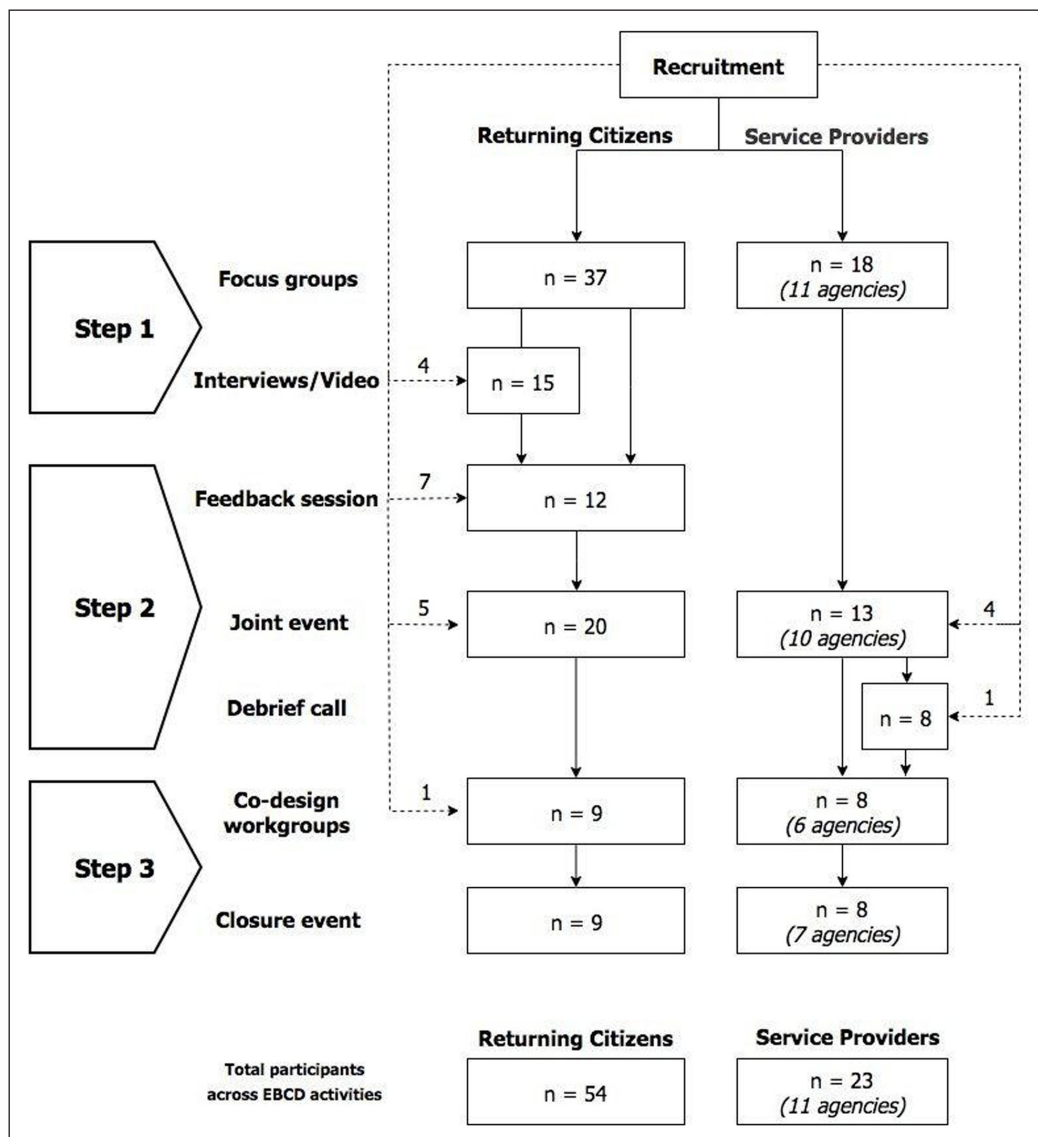 Recruitment
Returning Citizens
Service Providers
Step 1
Focus groups
n = 37
n = 18
(11 agencies)
Interviews/Video
4
n = 15
Step 2
Feedback session
7
n = 12
Joint event
5
n = 20
n = 13
(10 agencies)
4
Debrief call
n = 8
1
Step 3
Co-design
workgroups
1
n = 9
n = 8
(6 agencies)
Closure event
n = 9
n = 8
(7 agencies)
Returning Citizens
Service Providers
Total participants
across EBCD activities
n = 54
n = 23
(11 agencies)